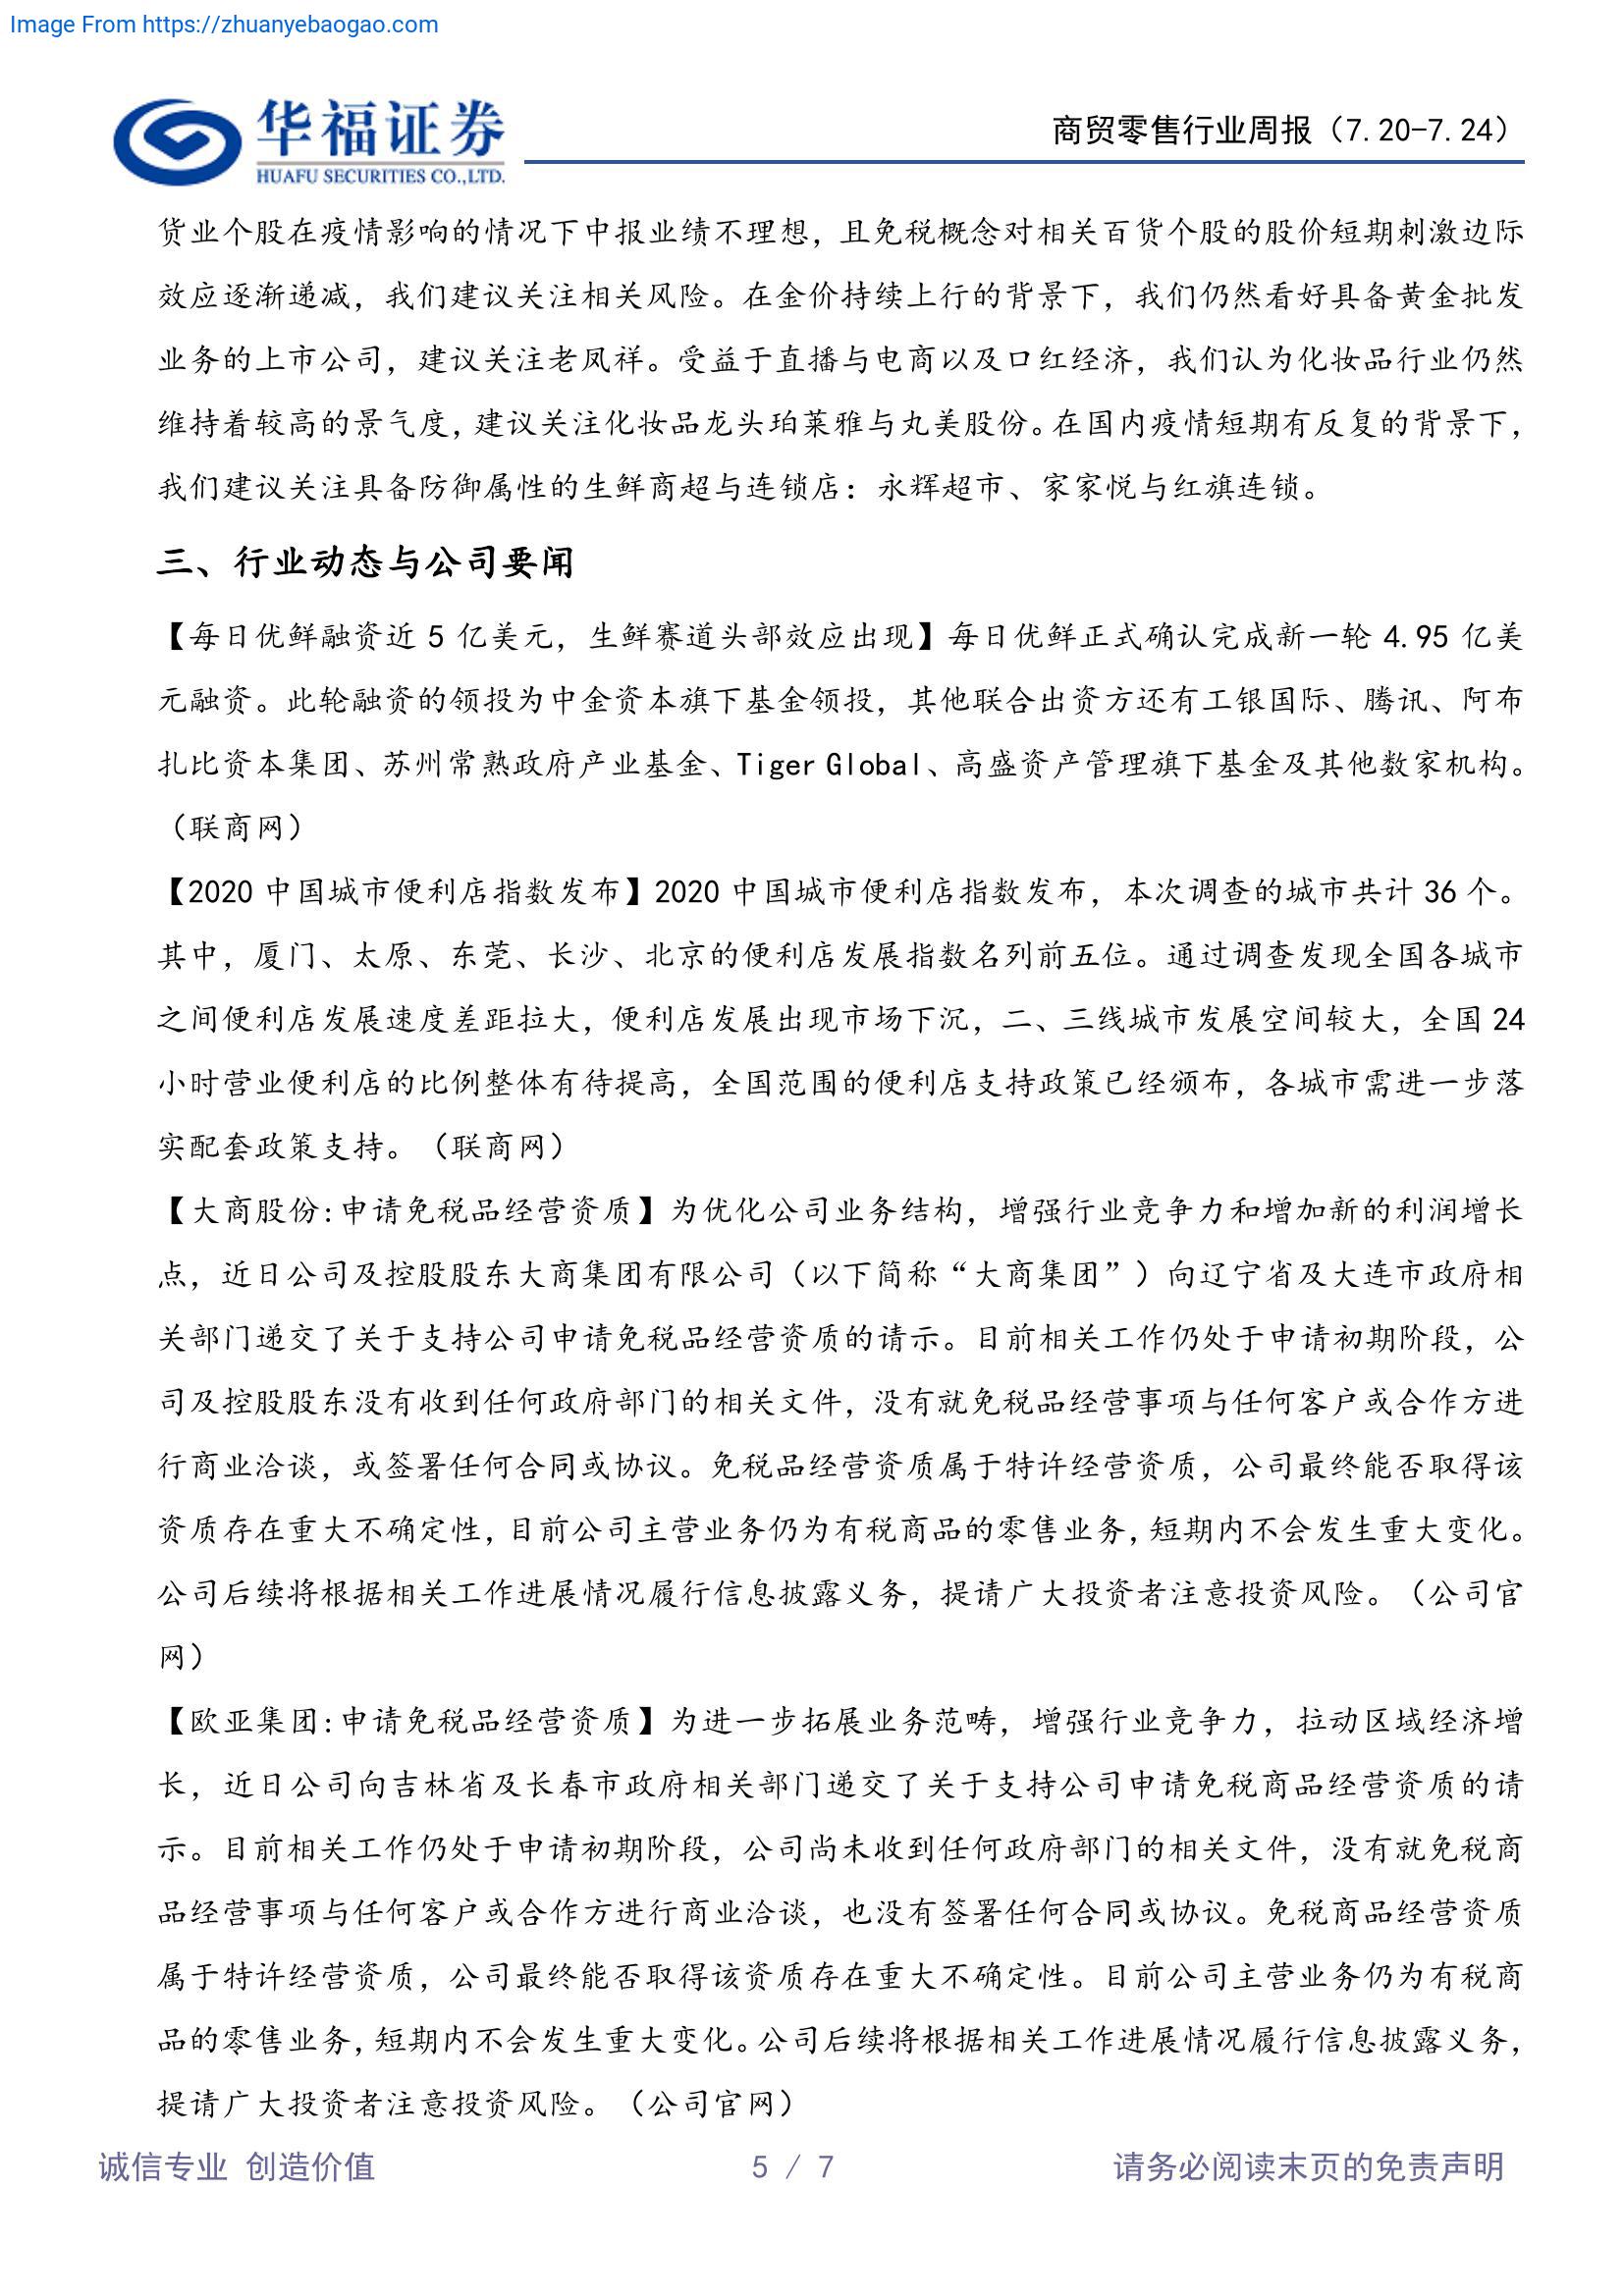 Image From https://zhuanyebaogao.com
华福证券
HUAFU SECURITIES CO.,LTD.
商贸零售行业周报（7.20-7.24）
货业个股在疫情影响的情况下中报业绩不理想，且免税概念对相关百货个股的股价短期刺激边际
效应逐渐递减，我们建议关注相关风险。在金价持续上行的背景下，我们仍然看好具备黄金批发
业务的上市公司，建议关注老凤祥。受益于直播与电商以及口红经济，我们认为化妆品行业仍然
维持着较高的景气度，建议关注化妆品龙头珀莱雅与丸美股份。在国内疫情短期有反复的背景下，
我们建议关注具备防御属性的生鲜商超与连锁店：永辉超市、家家悦与红旗连锁。
三、行业动态与公司要闻
【每日优鲜融资近 5 亿美元，生鲜赛道头部效应出现】每日优鲜正式确认完成新一轮 4.95 亿美
元融资。此轮融资的领投为中金资本旗下基金领投，其他联合出资方还有工银国际、腾讯、阿布
扎比资本集团、苏州常熟政府产业基金、Tiger Global、高盛资产管理旗下基金及其他数家机构。
（联商网）
【2020 中国城市便利店指数发布】2020 中国城市便利店指数发布，本次调查的城市共计 36 个。
其中，厦门、太原、东莞、长沙、北京的便利店发展指数名列前五位。通过调查发现全国各城市
之间便利店发展速度差距拉大，便利店发展出现市场下沉，二、三线城市发展空间较大，全国 24
小时营业便利店的比例整体有待提高，全国范围的便利店支持政策已经颁布，各城市需进一步落
实配套政策支持。（联商网）
【大商股份:申请免税品经营资质】为优化公司业务结构，增强行业竞争力和增加新的利润增长
点，近日公司及控股股东大商集团有限公司（以下简称“大商集团”）向辽宁省及大连市政府相
关部门递交了关于支持公司申请免税品经营资质的请示。目前相关工作仍处于申请初期阶段，公
司及控股股东没有收到任何政府部门的相关文件，没有就免税品经营事项与任何客户或合作方进
行商业洽谈，或签署任何合同或协议。免税品经营资质属于特许经营资质，公司最终能否取得该
资质存在重大不确定性，目前公司主营业务仍为有税商品的零售业务，短期内不会发生重大变化。
公司后续将根据相关工作进展情况履行信息披露义务，提请广大投资者注意投资风险。（公司官
网）
【欧亚集团:申请免税品经营资质】为进一步拓展业务范畴，增强行业竞争力，拉动区域经济增
长，近日公司向吉林省及长春市政府相关部门递交了关于支持公司申请免税商品经营资质的请
示。目前相关工作仍处于申请初期阶段，公司尚未收到任何政府部门的相关文件，没有就免税商
品经营事项与任何客户或合作方进行商业洽谈，也没有签署任何合同或协议。免税商品经营资质
属于特许经营资质，公司最终能否取得该资质存在重大不确定性。目前公司主营业务仍为有税商
品的零售业务，短期内不会发生重大变化。公司后续将根据相关工作进展情况履行信息披露义务，
提请广大投资者注意投资风险。（公司官网）
诚信专业 创造价值
5 / 7
请务必阅读末页的免责声明